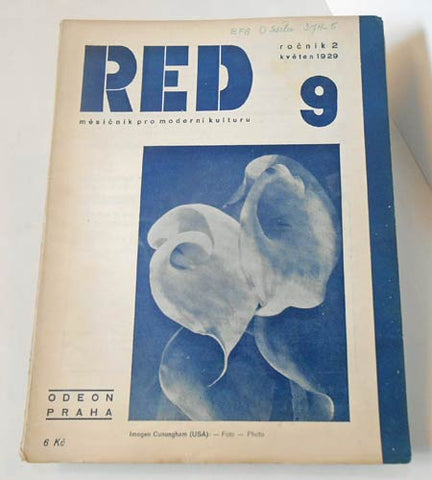 RED
ročník 2
květen 1929
9
měsíčník pro moderní kulturu
ODEON
PRAHA
6 Kč
Imogen Cunungham (USA): — Foto — Photo